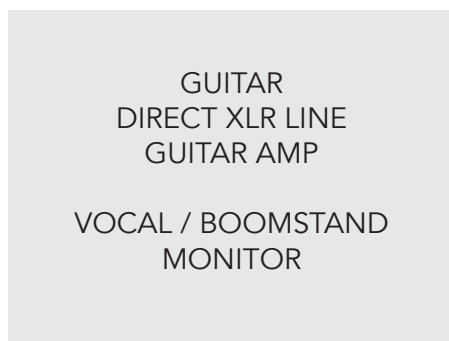 GUITAR
DIRECT XLR LINE
GUITAR AMP
VOCAL / BOOMSTAND
MONITOR